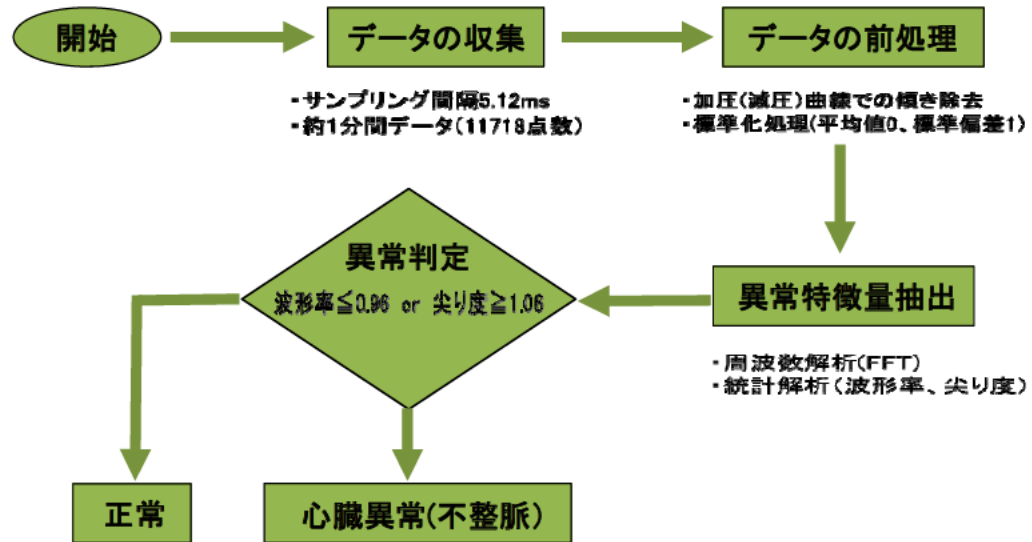 開始
データの収集
データの前処理
・サンプリング間隔5.12ms
・約1分間データ(11718点数)
・加圧(減圧)曲線での傾き除去
・標準化処理(平均値0、標準偏差1)
異常判定
波形率≦0.96 or 尖り度≧1.06
異常特徴量抽出
・周波数解析(FFT)
・統計解析(波形率、尖り度)
正常
心臓異常(不整脈)